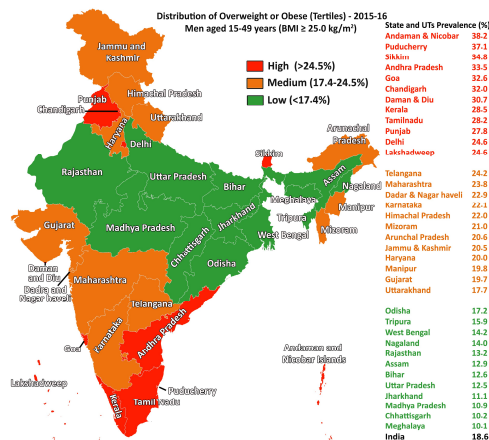 Distribution of Overweight or Obese (Tertiles) - 2015-16
Men aged 15-49 years (BMI ≥ 25.0 kg/m²)
High (>24.5%)
Medium (17.4-24.5%)
Low (<17.4%)
Jammu and
Kashmir
Himachal Pradesh
Punjab
Chandigarh
Uttarakhand
Haryana
Delhi
Rajasthan
Uttar Pradesh
Bihar
Sikkim
Arunachal
Pradesh
Assam
Nagaland
Meghalaya
Manipur
Tripura
Mizoram
West Bengal
Jharkhand
Madhya Pradesh
Chhattisgarh
Gujarat
Odisha
Daman
and Diu
Dadra and
Nagar haveli
Maharashtra
Telangana
Karnataka
Andhra Pradesh
Goa
Andaman and
Nicobar Islands
Lakshadweep
Puducherry
Kerala
Tamil Nadu
State and UTs Prevalence (%)
Andaman & Nicobar 38.2
Puducherry 37.1
Sikkim 34.8
Andhra Pradesh 33.5
Goa 32.6
Chandigarh 32.0
Daman & Diu 30.7
Kerala 28.5
Tamilnadu 28.2
Punjab 27.8
Delhi 24.6
Lakshadweep 24.6
Telangana 24.2
Maharashtra 23.8
Dadar & Nagar haveli 22.9
Karnataka 22.1
Himachal Pradesh 22.0
Mizoram 21.0
Arunchal Pradesh 20.6
Jammu & Kashmir 20.5
Haryana 20.0
Manipur 19.8
Gujarat 19.7
Uttarakhand 17.7
Odisha 17.2
Tripura 15.9
West Bengal 14.2
Nagaland 14.0
Rajasthan 13.2
Assam 12.9
Bihar 12.6
Uttar Pradesh 12.5
Jharkhand 11.1
Madhya Pradesh 10.9
Chhattisgarh 10.2
Meghalaya 10.1
India 18.6